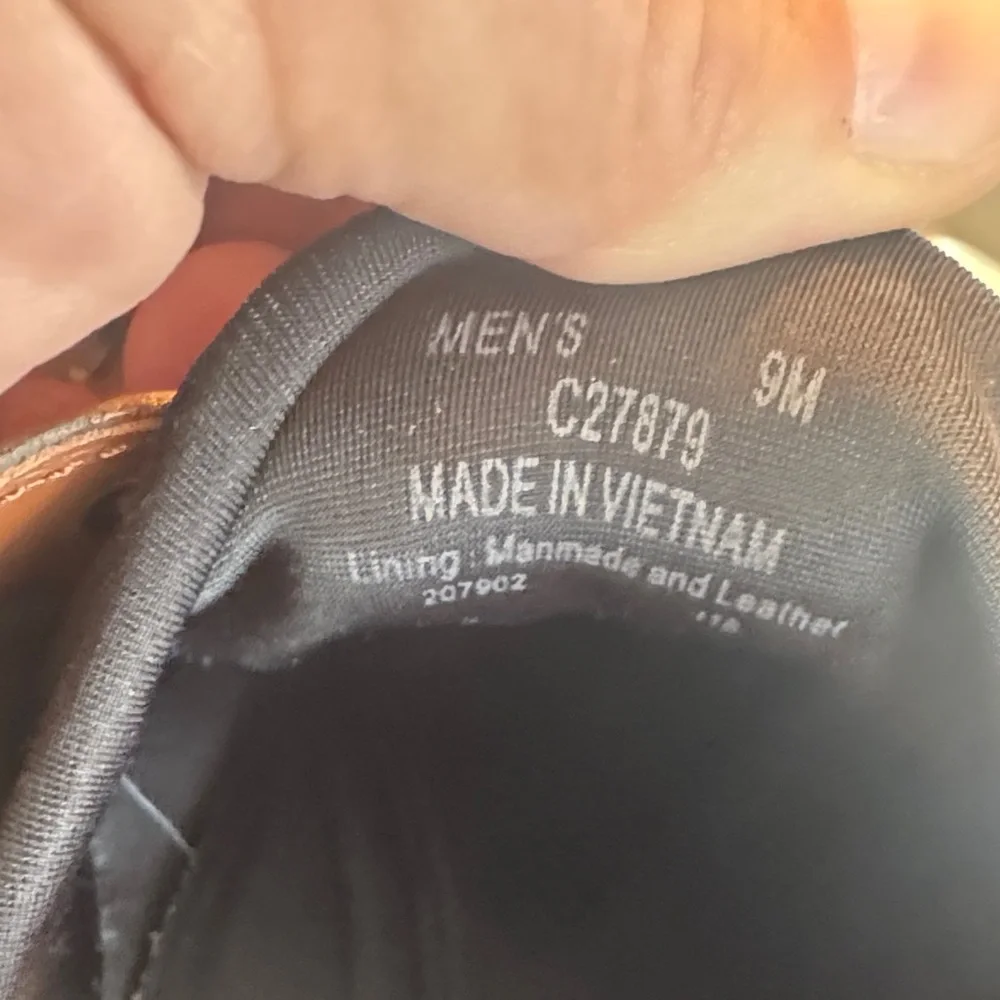 MEN'S 9M
C27879
MADE IN VIETNAM
Lining : Manmade and Leather
207902